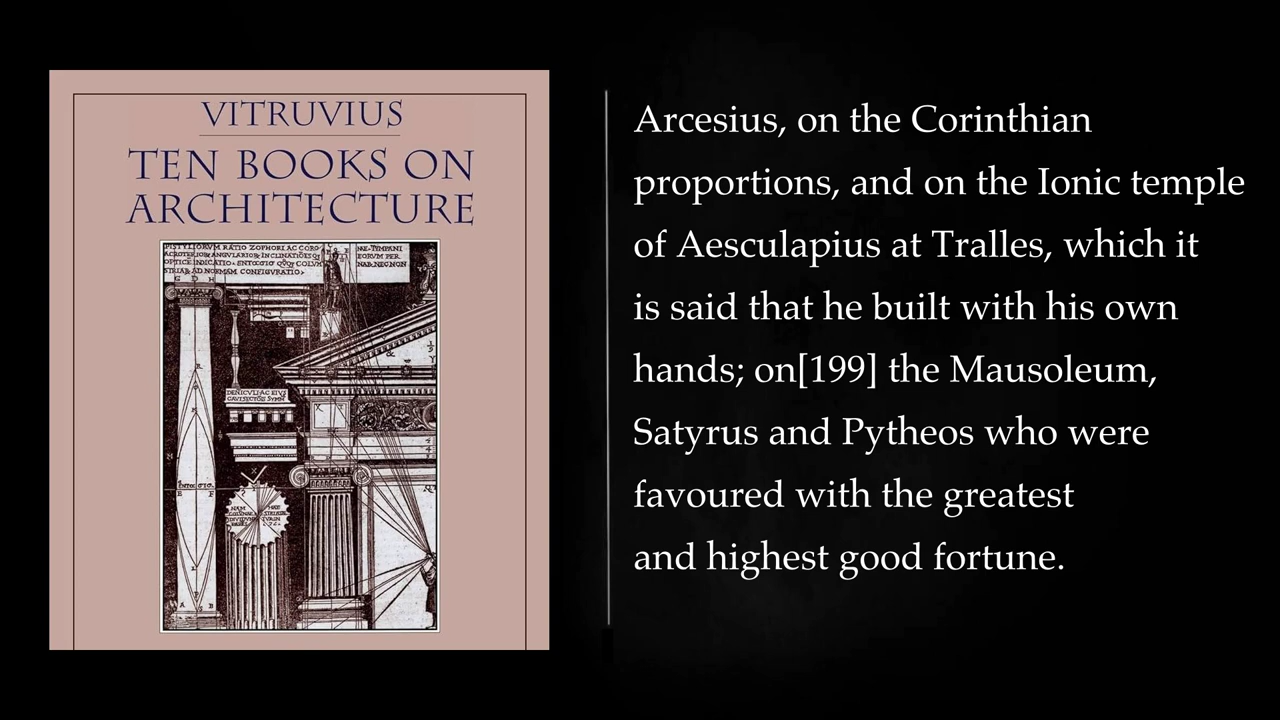 VITRUVIUS
TEN BOOKS ON
ARCHITECTURE
Arcesius, on the Corinthian
proportions, and on the Ionic temple
of Aesculapius at Tralles, which it
is said that he built with his own
hands; on[199] the Mausoleum,
Satyrus and Pytheos who were
favoured with the greatest
and highest good fortune.